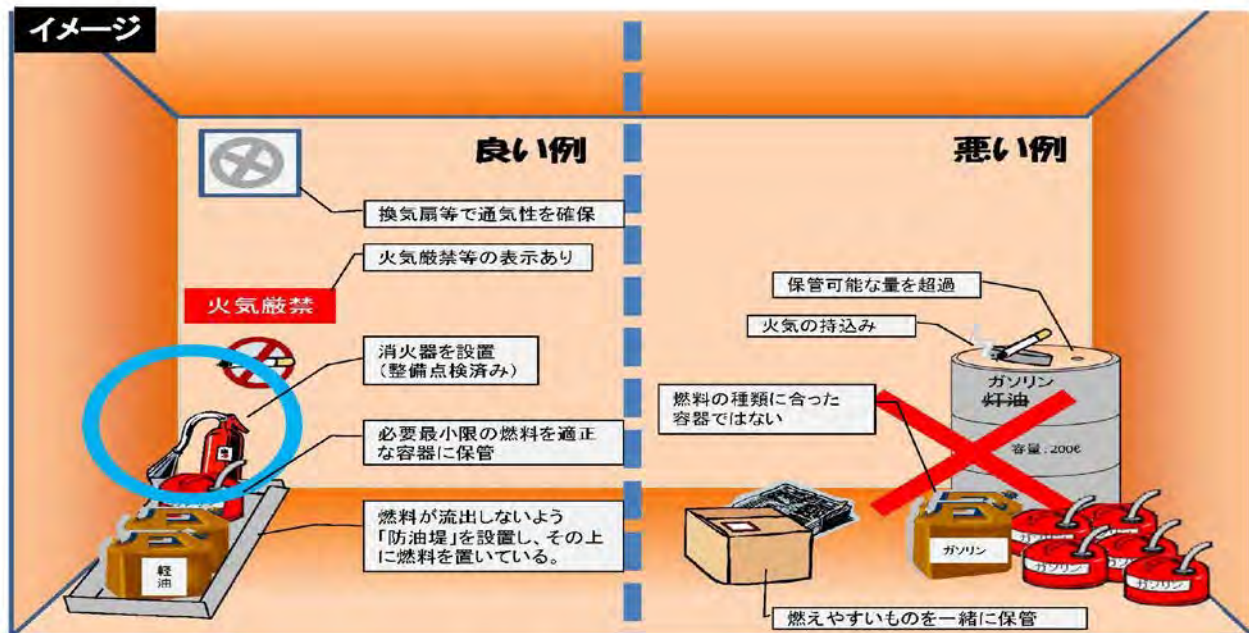 イメージ
良い例
換気扇等で通気性を確保
火気厳禁等の表示あり
火気厳禁
消火器を設置
(整備点検済み)
必要最小限の燃料を適正
な容器に保管
燃料が流出しないよう
「防油堤」を設置し、その上
に燃料を置いている。
軽油
悪い例
保管可能な量を超過
火気の持込み
ガソリン
灯油
容量:200ℓ
燃料の種類に合った
容器ではない
ガソリン
ガソリン
ガソリン
ガソリン
燃えやすいものを一緒に保管